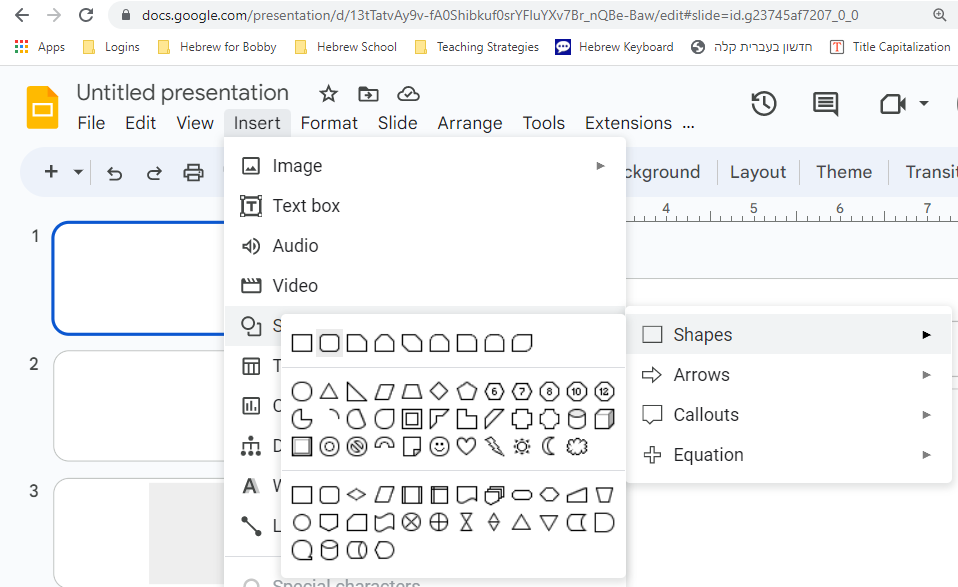 docs.google.com/presentation/d/13tTatvAy9v-fA0Shibkuf0srYFluYXv7Br_nQBe-Baw/edit#slide=id.g23745af7207_0_0
Apps Logins Hebrew for Bobby Hebrew School Teaching Strategies Hebrew Keyboard חדשון בעברית קלה T Title Capitalization
Untitled presentation
File Edit View Insert Format Slide Arrange Tools Extensions ...
Image
ckground Layout Theme Transit
Text box
4 5 6 7
1
Audio
Video
S
Shapes
2
T
Arrows
6 7 8 10 12
C
Callouts
D
Equation
3
W
L
Special characters